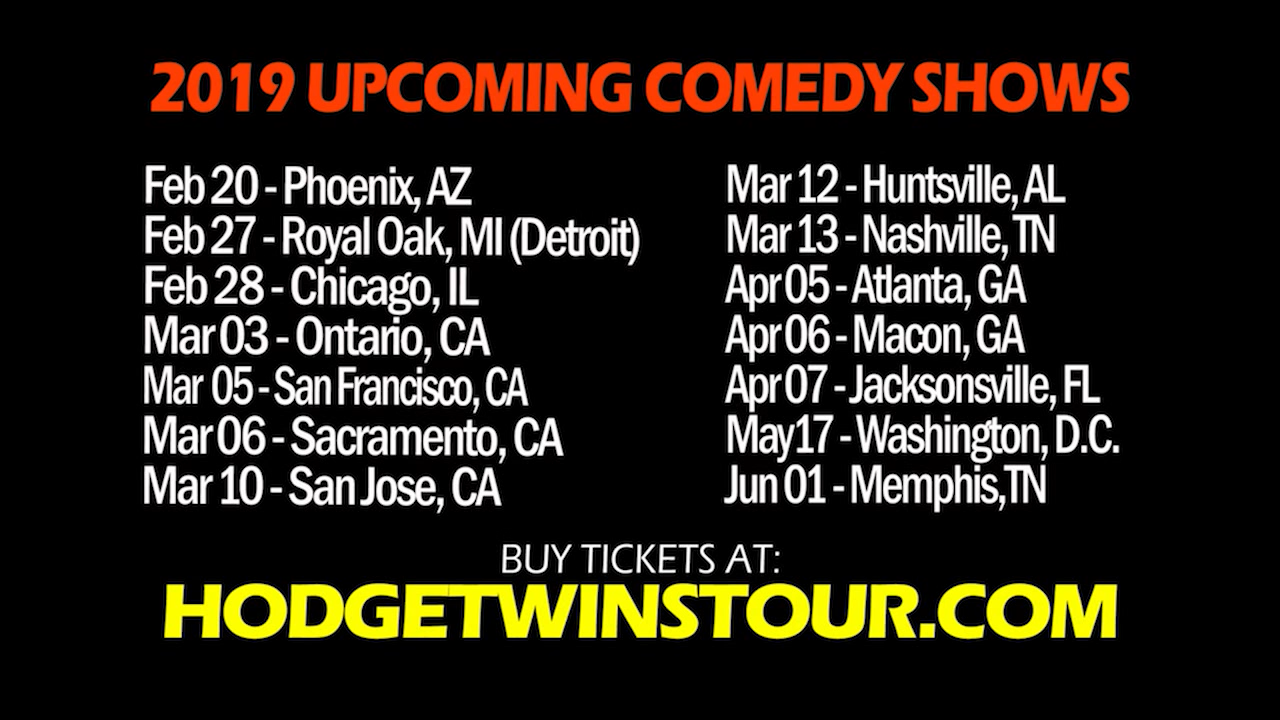 2019 UPCOMING COMEDY SHOWS
Feb 20 - Phoenix, AZ
Feb 27 - Royal Oak, MI (Detroit)
Feb 28 - Chicago, IL
Mar 03 - Ontario, CA
Mar 05 - San Francisco, CA
Mar 06 - Sacramento, CA
Mar 10 - San Jose, CA
Mar 12 - Huntsville, AL
Mar 13 - Nashville, TN
Apr 05 - Atlanta, GA
Apr 06 - Macon, GA
Apr 07 - Jacksonsville, FL
May17 - Washington, D.C.
Jun 01 - Memphis,TN
BUY TICKETS AT:
HODGETWINSTOUR.COM